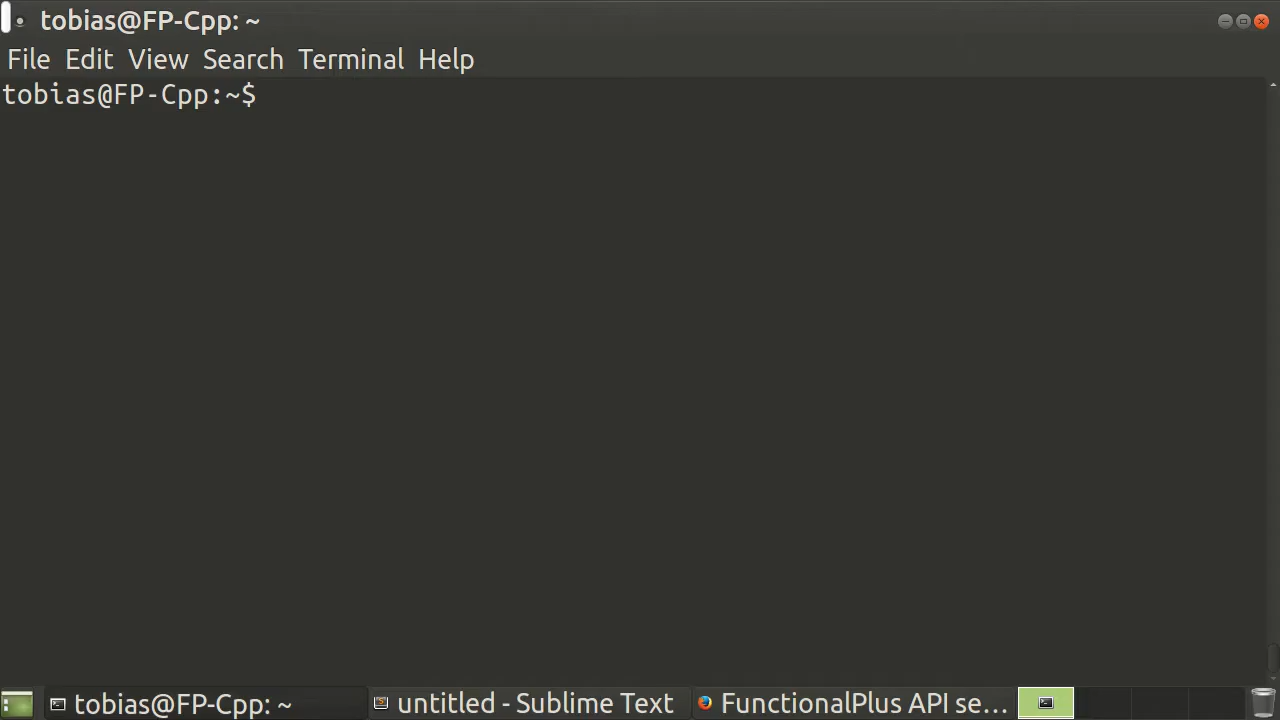 tobias@FP-Cpp: ~
File Edit View Search Terminal Help
tobias@FP-Cpp:~$
tobias@FP-Cpp: ~ untitled - Sublime Text FunctionalPlus API se...